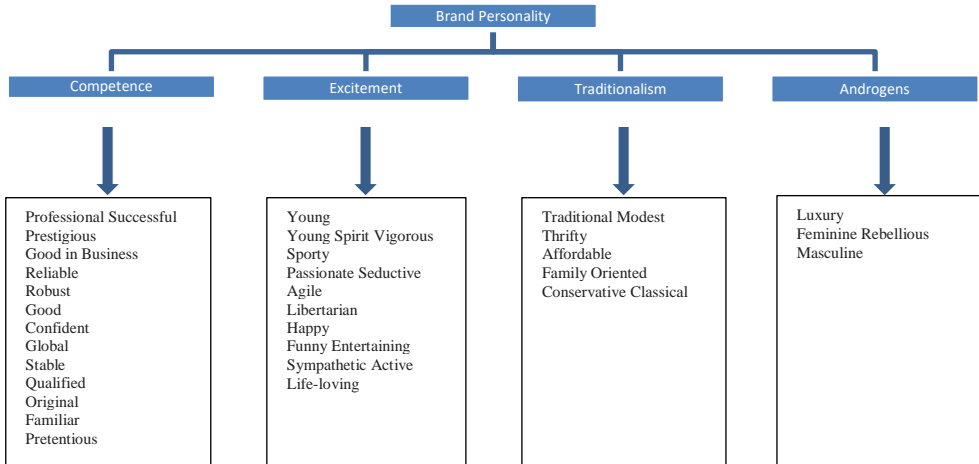 Brand Personality
Competence
Excitement
Traditionalism
Androgens
Professional Successful
Prestigious
Good in Business
Reliable
Robust
Good
Confident
Global
Stable
Qualified
Original
Familiar
Pretentious
Young
Young Spirit Vigorous
Sporty
Passionate Seductive
Agile
Libertarian
Happy
Funny Entertaining
Sympathetic Active
Life-loving
Traditional Modest
Thrifty
Affordable
Family Oriented
Conservative Classical
Luxury
Feminine Rebellious
Masculine